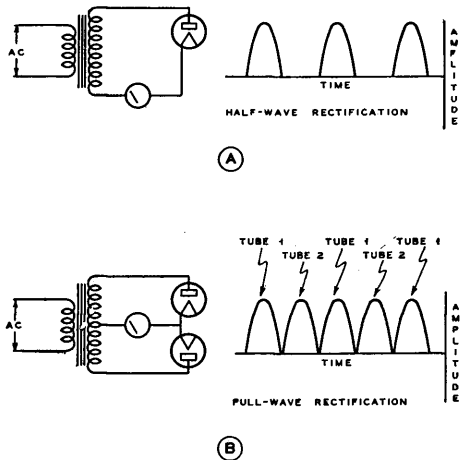 AC
TIME
AMPLITUDE
HALF-WAVE RECTIFICATION
A
TUBE 1 TUBE 1 TUBE 1
TUBE 2 TUBE 2
AC
TIME
AMPLITUDE
FULL-WAVE RECTIFICATION
B